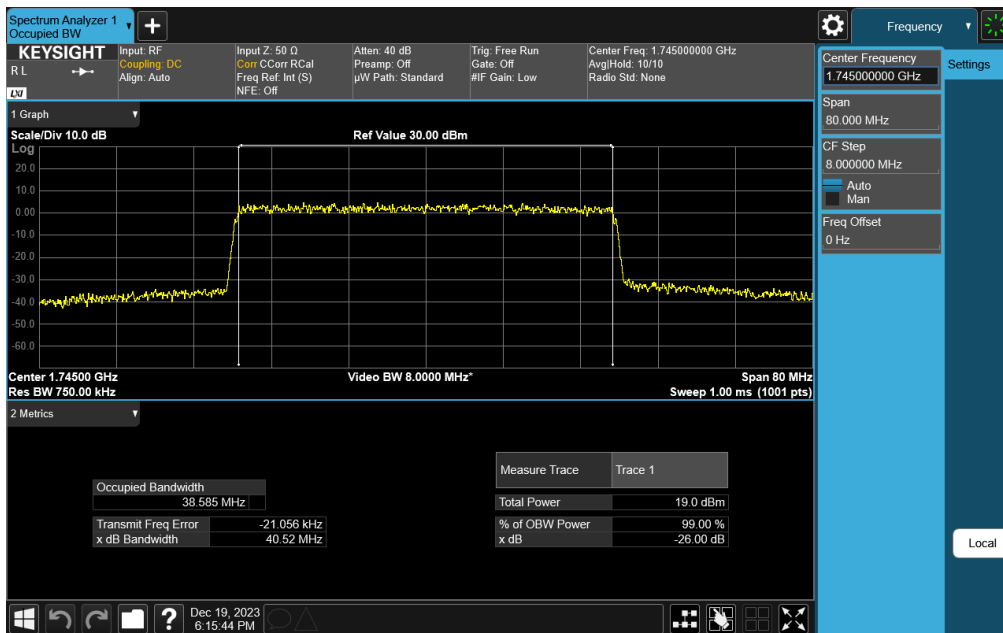 Spectrum Analyzer 1
Occupied BW
Frequency
KEYSIGHT
R L
LXI
Input: RF
Coupling: DC
Align: Auto
Input Z: 50 Ω
Corr CCorr RCal
Freq Ref: Int (S)
NFE: Off
Atten: 40 dB
Preamp: Off
µW Path: Standard
Trig: Free Run
Gate: Off
#IF Gain: Low
Center Freq: 1.745000000 GHz
Avg|Hold: 10/10
Radio Std: None
Center Frequency
1.745000000 GHz
Settings
Span
80.000 MHz
CF Step
8.000000 MHz
Auto
Man
Freq Offset
0 Hz
Local
1 Graph
Scale/Div 10.0 dB
Ref Value 30.00 dBm
Log
20.0
10.0
0.00
-10.0
-20.0
-30.0
-40.0
-50.0
-60.0
Center 1.74500 GHz
Video BW 8.0000 MHz*
Span 80 MHz
Res BW 750.00 kHz
Sweep 1.00 ms (1001 pts)
2 Metrics
Occupied Bandwidth
38.585 MHz
Transmit Freq Error -21.056 kHz
x dB Bandwidth 40.52 MHz
Measure Trace Trace 1
Total Power 19.0 dBm
% of OBW Power 99.00 %
x dB -26.00 dB
?
Dec 19, 2023
6:15:44 PM